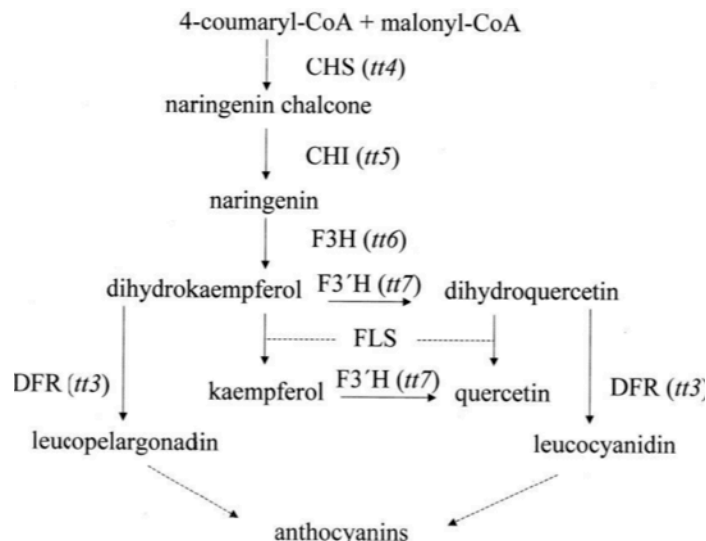 4-coumaryl-CoA + malonyl-CoA
CHS (tt4)
naringenin chalcone
CHI (tt5)
naringenin
F3H (tt6)
dihydrokaempferol F3´H (tt7) dihydroquercetin
FLS
DFR (tt3) kaempferol F3´H (tt7) quercetin DFR (tt3)
leucopelargonadin leucocyanidin
anthocyanins